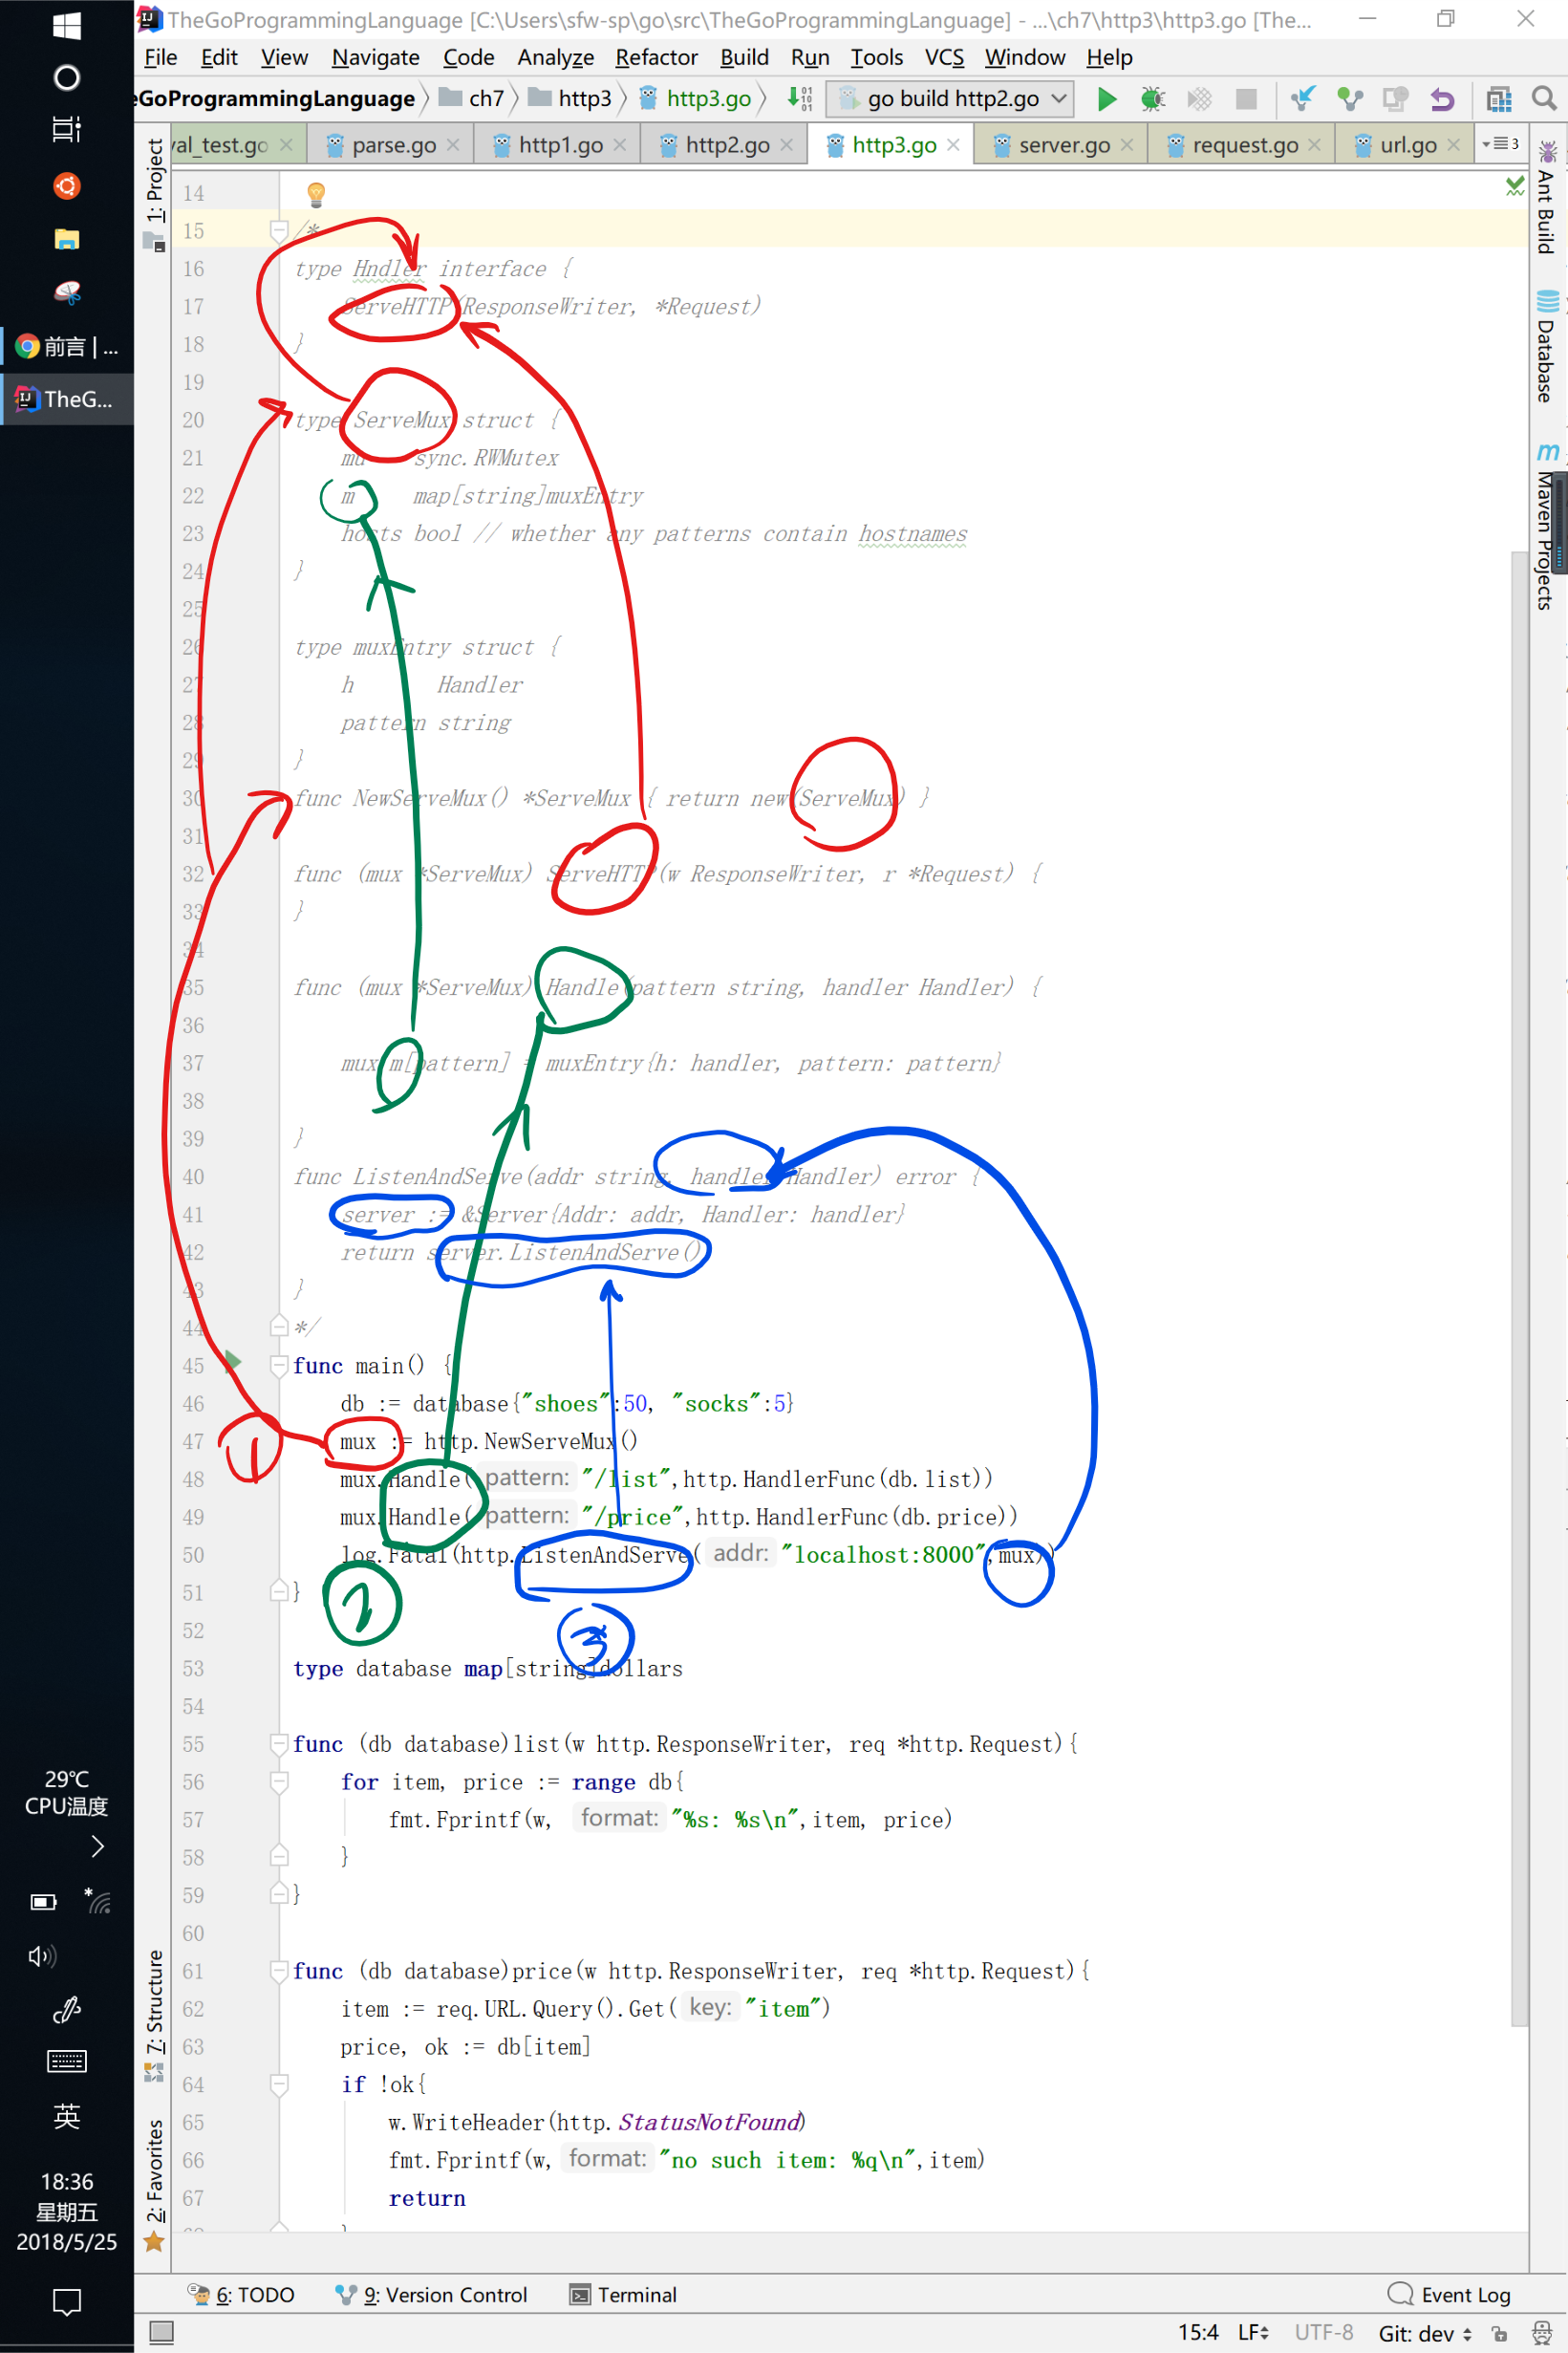 TheGoProgrammingLanguage [C:\Users\sfw-sp\go\src\TheGoProgrammingLanguage] - ...\ch7\http3\http3.go [The...
File Edit View Navigate Code Analyze Refactor Build Run Tools VCS Window Help
eGoProgrammingLanguage ch7 http3 http3.go go build http2.go
val_test.go parse.go http1.go http2.go http3.go server.go request.go url.go 3
1: Project
Ant Build
Database
Maven Projects
前言 | ...
TheG...
14
15 /*
16 type Hndler interface {
17 ServeHTTP(ResponseWriter, *Request)
18 }
19
20 type ServeMux struct {
21 mu sync.RWMutex
22 m map[string]muxEntry
23 hosts bool // whether any patterns contain hostnames
24 }
25
26 type muxEntry struct {
27 h Handler
28 pattern string
29 }
30 func NewServeMux() *ServeMux { return new(ServeMux) }
31
32 func (mux *ServeMux) ServeHTTP(w ResponseWriter, r *Request) {
33 }
34
35 func (mux *ServeMux) Handle(pattern string, handler Handler) {
36
37 mux.m[pattern] = muxEntry{h: handler, pattern: pattern}
38
39 }
40 func ListenAndServe(addr string, handler Handler) error {
41 server := &Server{Addr: addr, Handler: handler}
42 return server.ListenAndServe()
43 }
44 */
45 func main() {
46 db := database{"shoes":50, "socks":5}
47 mux := http.NewServeMux()
48 mux.Handle( pattern: "/list",http.HandlerFunc(db.list))
49 mux.Handle( pattern: "/price",http.HandlerFunc(db.price))
50 log.Fatal(http.ListenAndServe( addr: "localhost:8000",mux))
51 }
52
53 type database map[string]dollars
54
55 func (db database)list(w http.ResponseWriter, req *http.Request){
56 for item, price := range db{
57 fmt.Fprintf(w, format: "%s: %s\n",item, price)
58 }
59 }
60
61 func (db database)price(w http.ResponseWriter, req *http.Request){
62 item := req.URL.Query().Get( key: "item")
63 price, ok := db[item]
64 if !ok{
65 w.WriteHeader(http.StatusNotFound)
66 fmt.Fprintf(w, format: "no such item: %q\n",item)
67 return
1
2
3
29℃
CPU温度
英
18:36
星期五
2018/5/25
7: Structure
2: Favorites
6: TODO 9: Version Control Terminal Event Log
15:4 LF UTF-8 Git: dev